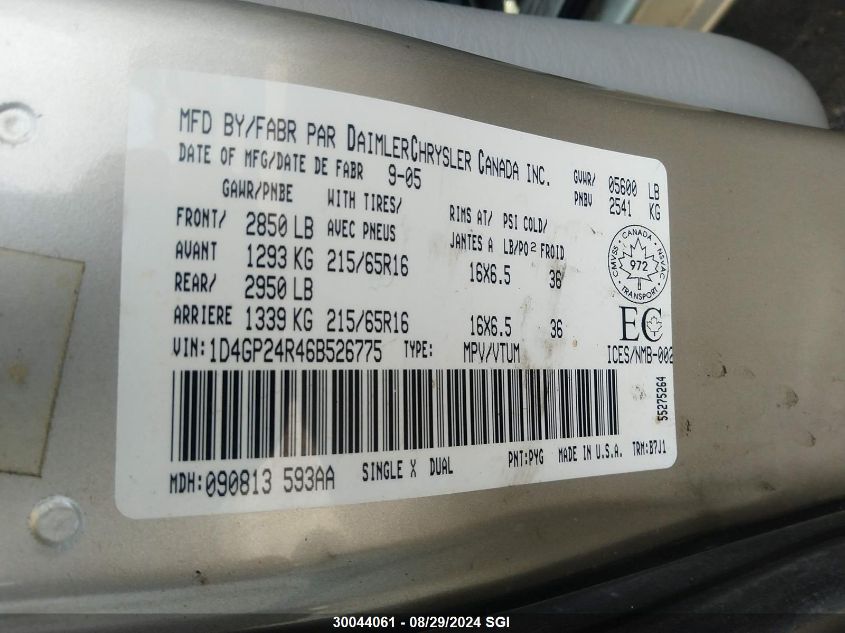 MFD BY/FABR PAR DAIMLERCHRYSLER CANADA INC.
DATE OF MFG/DATE DE FABR 9-05
GVWR/ 05600 LB
PNBV 2541 KG
GAWR/PNBE WITH TIRES/ RIMS AT/ PSI COLD/
FRONT/ 2850 LB AVEC PNEUS JANTES A LB/PO² FROID
AVANT 1293 KG 215/65R16 16X6.5 36
REAR/ 2950 LB
ARRIERE 1339 KG 215/65R16 16X6.5 36
CANADA
CMVSS 972 NSVAC
TRANSPORT
EC
VIN: 1D4GP24R46B526775 TYPE: MPV/VTUM ICES/NMB-002
55275264
MDH: 090813 593AA SINGLE X DUAL PNT:PYG MADE IN U.S.A. TRM:B7J1
30044061 - 08/29/2024 SGI